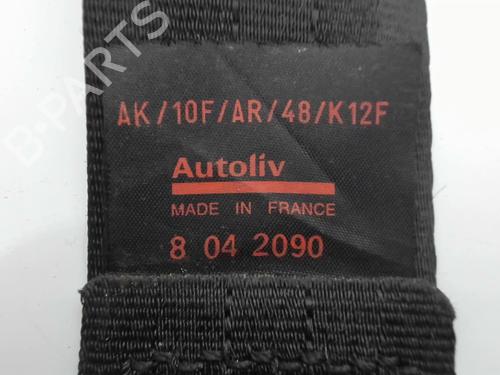 AK/10F/AR/48/K12F
Autoliv
MADE IN FRANCE
8 04 2090
B-PARTS